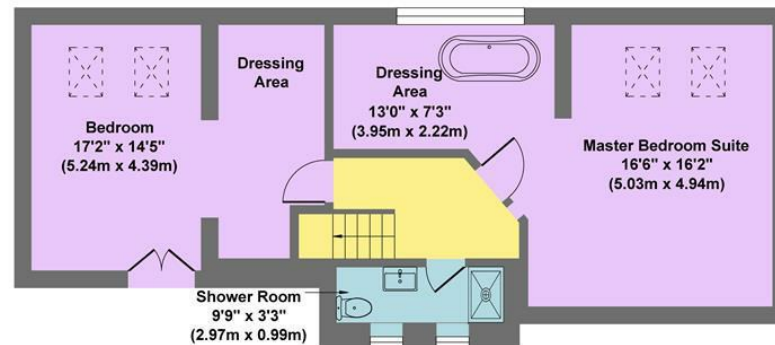 Bedroom
17'2" x 14'5"
(5.24m x 4.39m)
Dressing
Area
Dressing
Area
13'0" x 7'3"
(3.95m x 2.22m)
Master Bedroom Suite
16'6" x 16'2"
(5.03m x 4.94m)
Shower Room
9'9" x 3'3"
(2.97m x 0.99m)